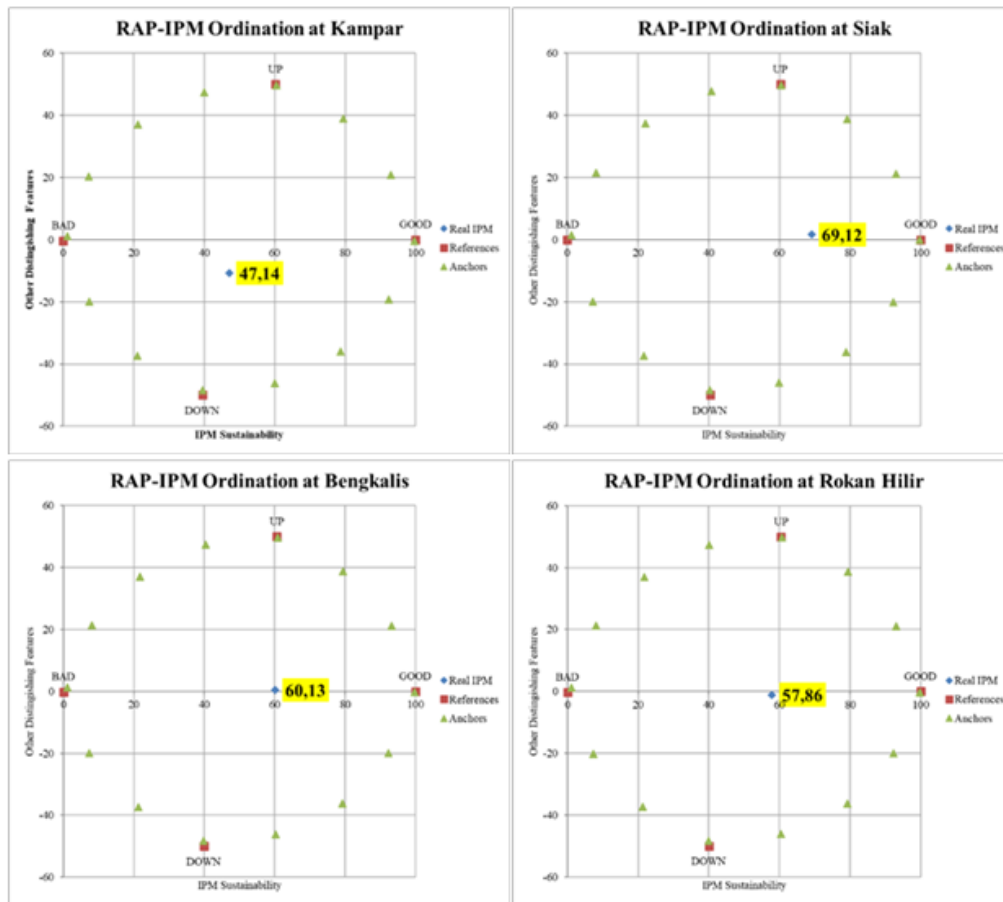 RAP-IPM Ordination at Kampar
60
UP
40
20
Other Distingishing Features
BAD
GOOD
0
0
20
40
60
80
100
47,14
-20
-40
DOWN
-60
IPM Sustainability
Real IPM
References
Anchors
RAP-IPM Ordination at Siak
60
UP
40
20
Other Distingishing Features
BAD
GOOD
0
0
20
40
60
80
100
69,12
-20
-40
DOWN
-60
IPM Sustainability
Real IPM
References
Anchors
RAP-IPM Ordination at Bengkalis
60
UP
40
20
Other Distingishing Features
BAD
GOOD
0
0
20
40
60
80
100
60,13
-20
-40
DOWN
-60
IPM Sustainability
Real IPM
References
Anchors
RAP-IPM Ordination at Rokan Hilir
60
UP
40
20
Other Distingishing Features
BAD
GOOD
0
0
20
40
60
80
100
57,86
-20
-40
DOWN
-60
IPM Sustainability
Real IPM
References
Anchors